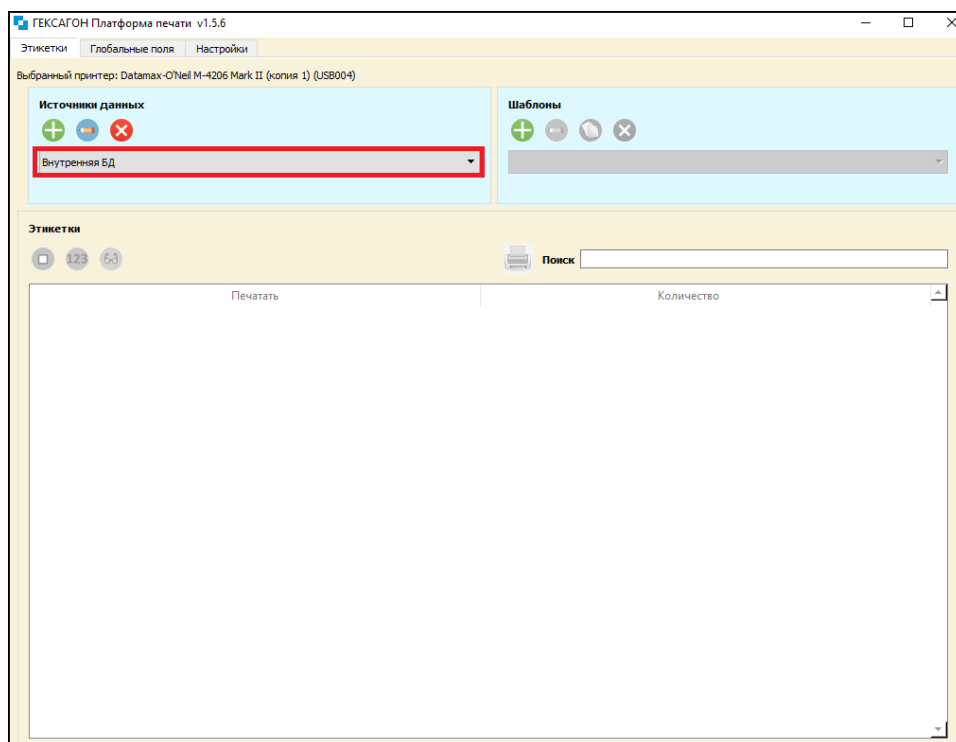 ГЕКСАГОН Платформа печати v1.5.6
Этикетки Глобальные поля Настройки
Выбранный принтер: Datamax-O'Neil M-4206 Mark II (копия 1) (USB004)
Источники данных Шаблоны
Внутренняя БД
Этикетки
123 Поиск
Печатать Количество